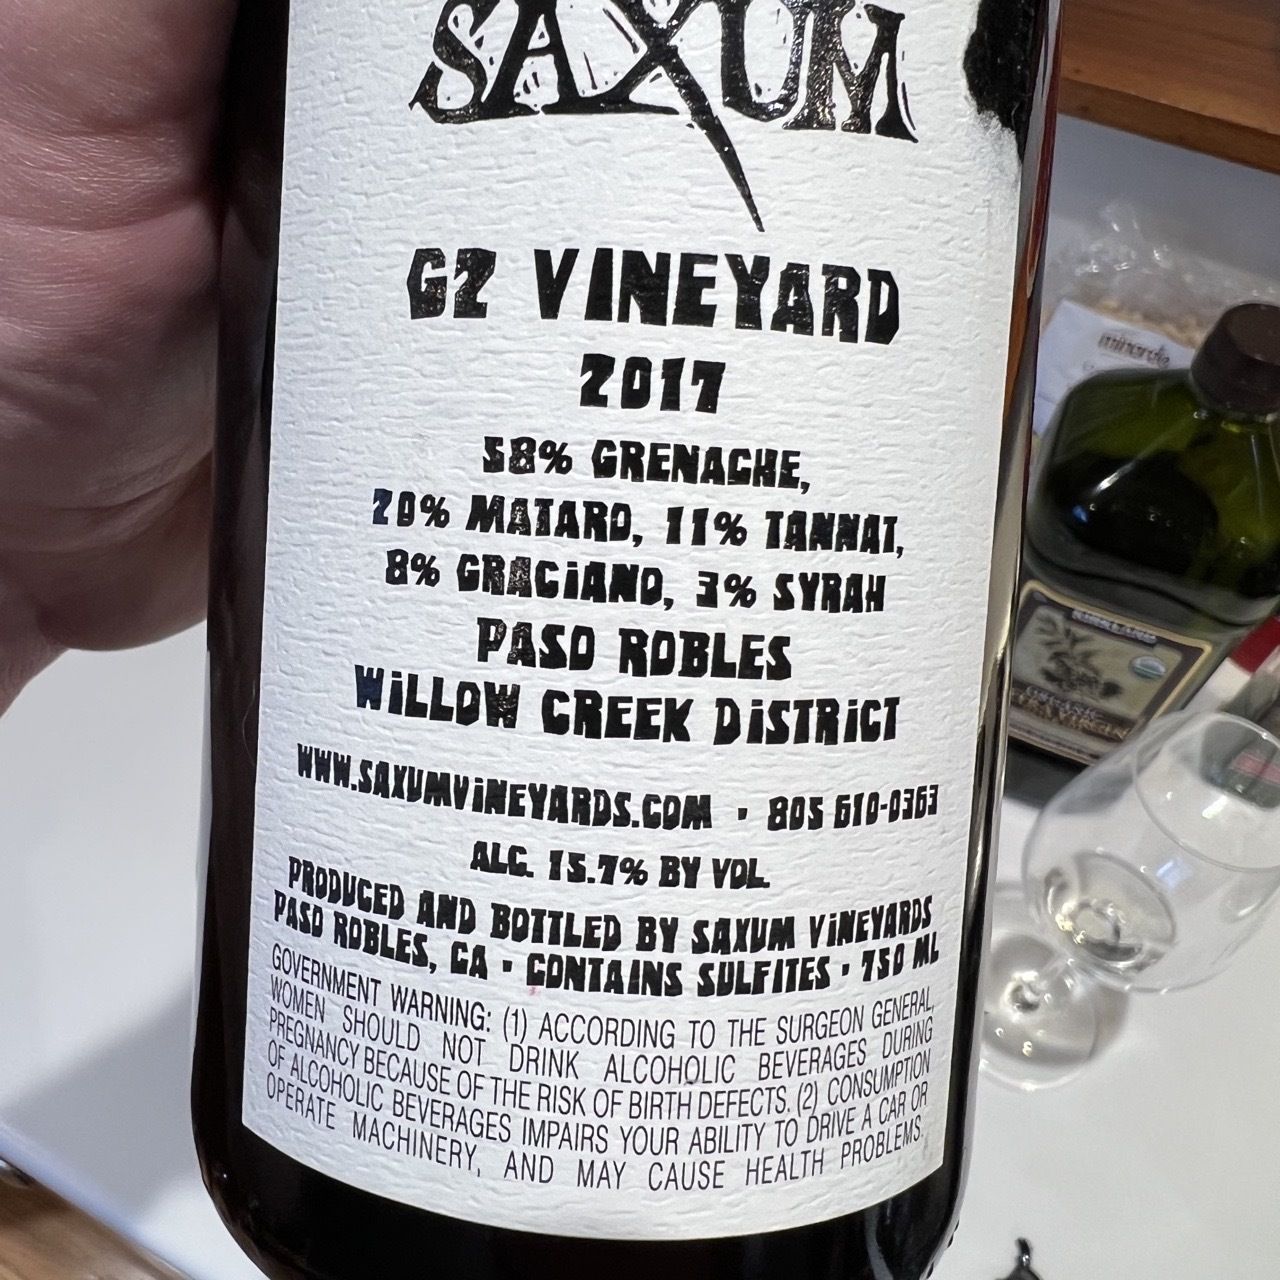 SAXUM
G2 VINEYARD
2017
58% GRENACHE,
20% MATARO, 11% TANNAT,
8% GRACiANO, 3% SYRAH
PASO ROBLES
WiLLOW CREEK DiSTRiCT
WWW.SAXUMViNEYARDS.COM • 805 610-0363
ALC. 15.7% BY VOL.
PRODUCED AND BOTTLED BY SAXUM ViNEYARDS
PASO ROBLES, CA • CONTAINS SULFITES • 750 ML
GOVERNMENT WARNING: (1) ACCORDING TO THE SURGEON GENERAL,
WOMEN SHOULD NOT DRINK ALCOHOLIC BEVERAGES DURING
PREGNANCY BECAUSE OF THE RISK OF BIRTH DEFECTS. (2) CONSUMPTION
OF ALCOHOLIC BEVERAGES IMPAIRS YOUR ABILITY TO DRIVE A CAR OR
OPERATE MACHINERY, AND MAY CAUSE HEALTH PROBLEMS.
KIRKLAND
ORGANIC